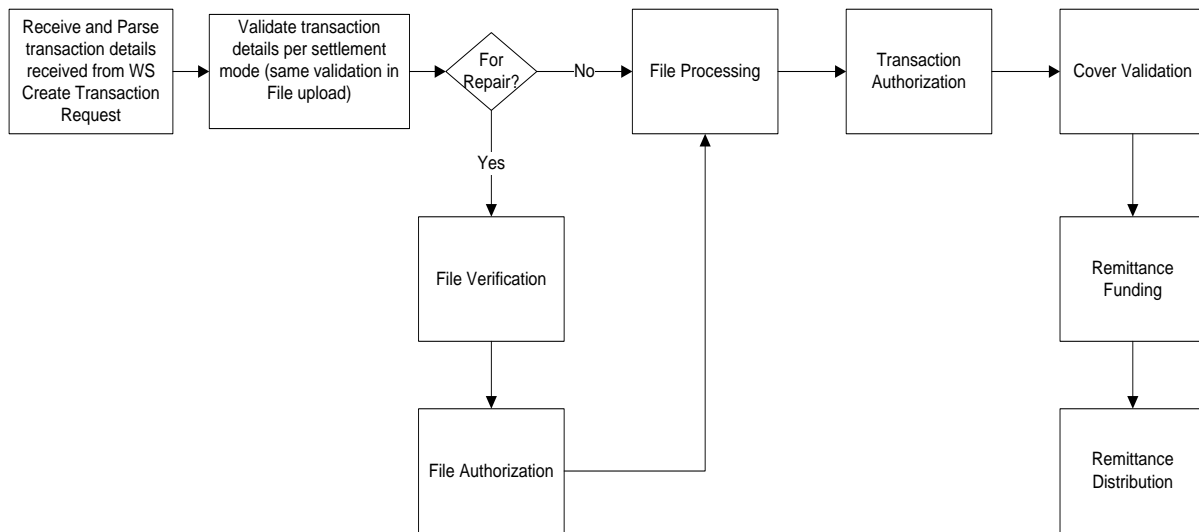 Receive and Parse
transaction details
received from WS
Create Transaction
Request
Validate transaction
details per settlement
mode (same validation in
File upload)
For
Repair?
No
File Processing
Transaction
Authorization
Cover Validation
Yes
File Verification
Remittance
Funding
File Authorization
Remittance
Distribution